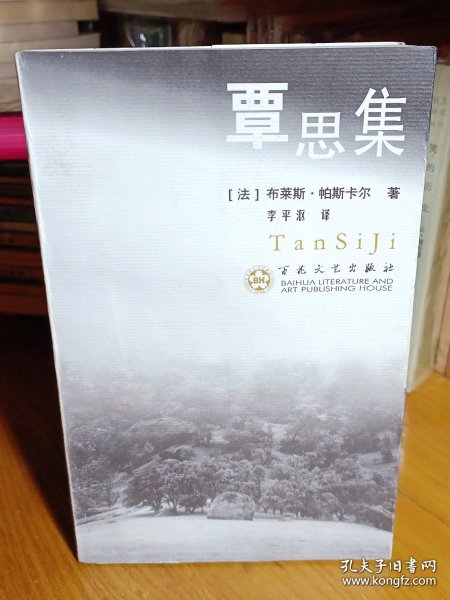 覃思集
[法] 布莱斯·帕斯卡尔 著
李平沤 译
TanSiJi
BH
百花文艺出版社
BAIHUA LITERATURE AND
ART PUBLISHING HOUSE
孔夫子旧书网
www.kongfz.com